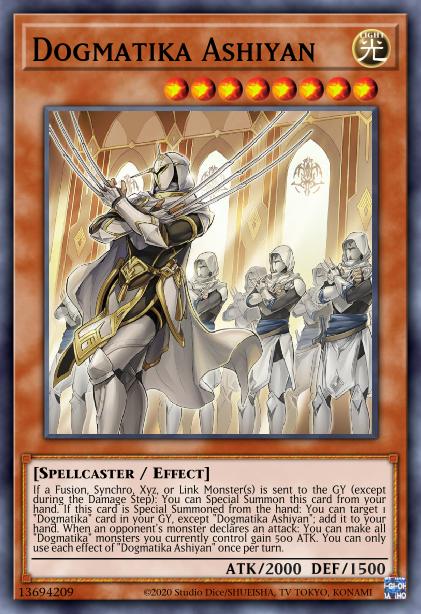 DOGMATIKA ASHIYAN
LIGHT
光
[SPELLCASTER / EFFECT]
If a Fusion, Synchro, Xyz, or Link Monster(s) is sent to the GY (except
during the Damage Step): You can Special Summon this card from your
hand. If this card is Special Summoned from the hand: You can target 1
"Dogmatika" card in your GY, except "Dogmatika Ashiyan"; add it to your
hand. When an opponent's monster declares an attack: You can make all
"Dogmatika" monsters you currently control gain 500 ATK. You can only
use each effect of "Dogmatika Ashiyan" once per turn.
ATK/2000 DEF/1500
13694209
©2020 Studio Dice/SHUEISHA, TV TOKYO, KONAMI